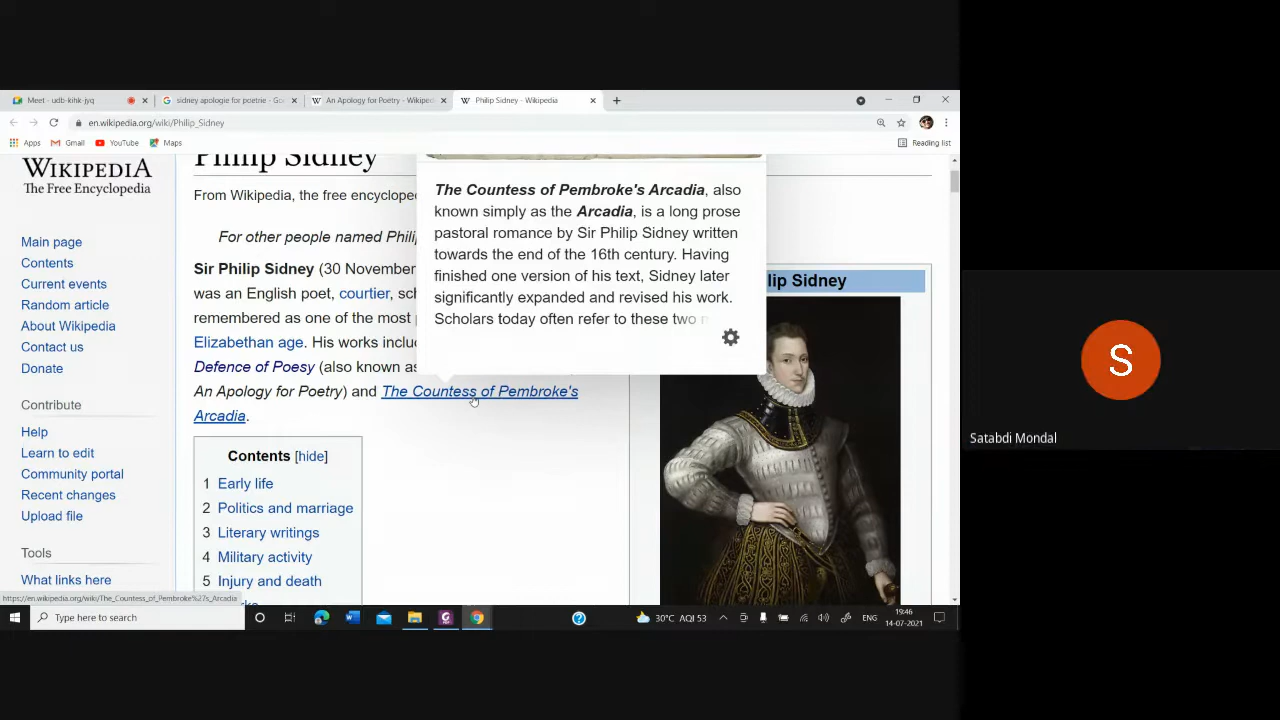 Meet - udb-kihk-jyq
sidney apologie for poetrie - Go
An Apology for Poetry - Wikiped
Philip Sidney - Wikipedia
en.wikipedia.org/wiki/Philip_Sidney
Apps Gmail YouTube Maps Reading list
WIKIPEDIA
The Free Encyclopedia
Main page
Contents
Current events
Random article
About Wikipedia
Contact us
Donate
Contribute
Help
Learn to edit
Community portal
Recent changes
Upload file
Tools
What links here
Philip Sidney
From Wikipedia, the free encyclope
For other people named Phili
Sir Philip Sidney (30 November
was an English poet, courtier, sch
remembered as one of the most
Elizabethan age. His works inclu
Defence of Poesy (also known as
An Apology for Poetry) and The Countess of Pembroke's
Arcadia.
The Countess of Pembroke's Arcadia, also
known simply as the Arcadia, is a long prose
pastoral romance by Sir Philip Sidney written
towards the end of the 16th century. Having
finished one version of his text, Sidney later
significantly expanded and revised his work.
Scholars today often refer to these two
lip Sidney
Contents [hide]
1 Early life
2 Politics and marriage
3 Literary writings
4 Military activity
5 Injury and death
https://en.wikipedia.org/wiki/The_Countess_of_Pembroke%27s_Arcadia
Type here to search
30°C AQI 53
ENG
19:46
14-07-2021
S
Satabdi Mondal